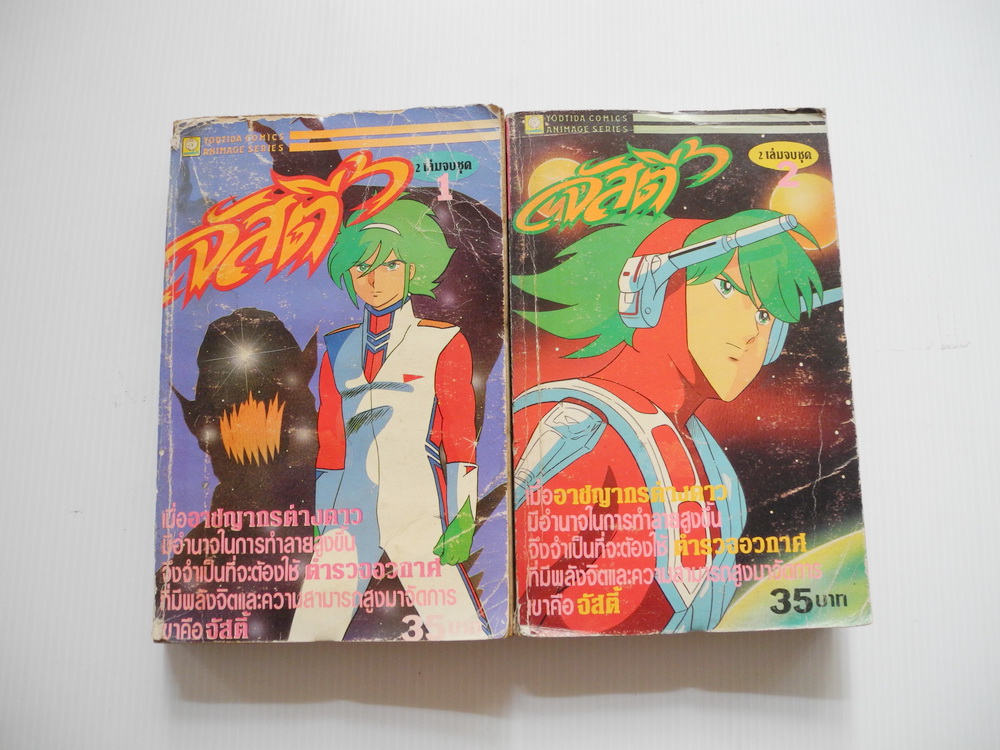 YODTIDA COMICS
ANIMAGE SERIES
2 เล่มจบชุด
1
จัสตี้
เมื่ออาชญากรต่างดาว
มีอำนาจในการทำลายสูงขึ้น
จึงจำเป็นที่จะต้องใช้ ตำรวจอวกาศ
ที่มีพลังจิตและความสามารถสูงมาจัดการ
เขาคือ จัสตี้
35 บาท
YODTIDA COMICS
ANIMAGE SERIES
2 เล่มจบชุด
2
จัสตี้
เมื่ออาชญากรต่างดาว
มีอำนาจในการทำลายสูงขึ้น
จึงจำเป็นที่จะต้องใช้ ตำรวจอวกาศ
ที่มีพลังจิตและความสามารถสูงมาจัดการ
เขาคือ จัสตี้
35 บาท